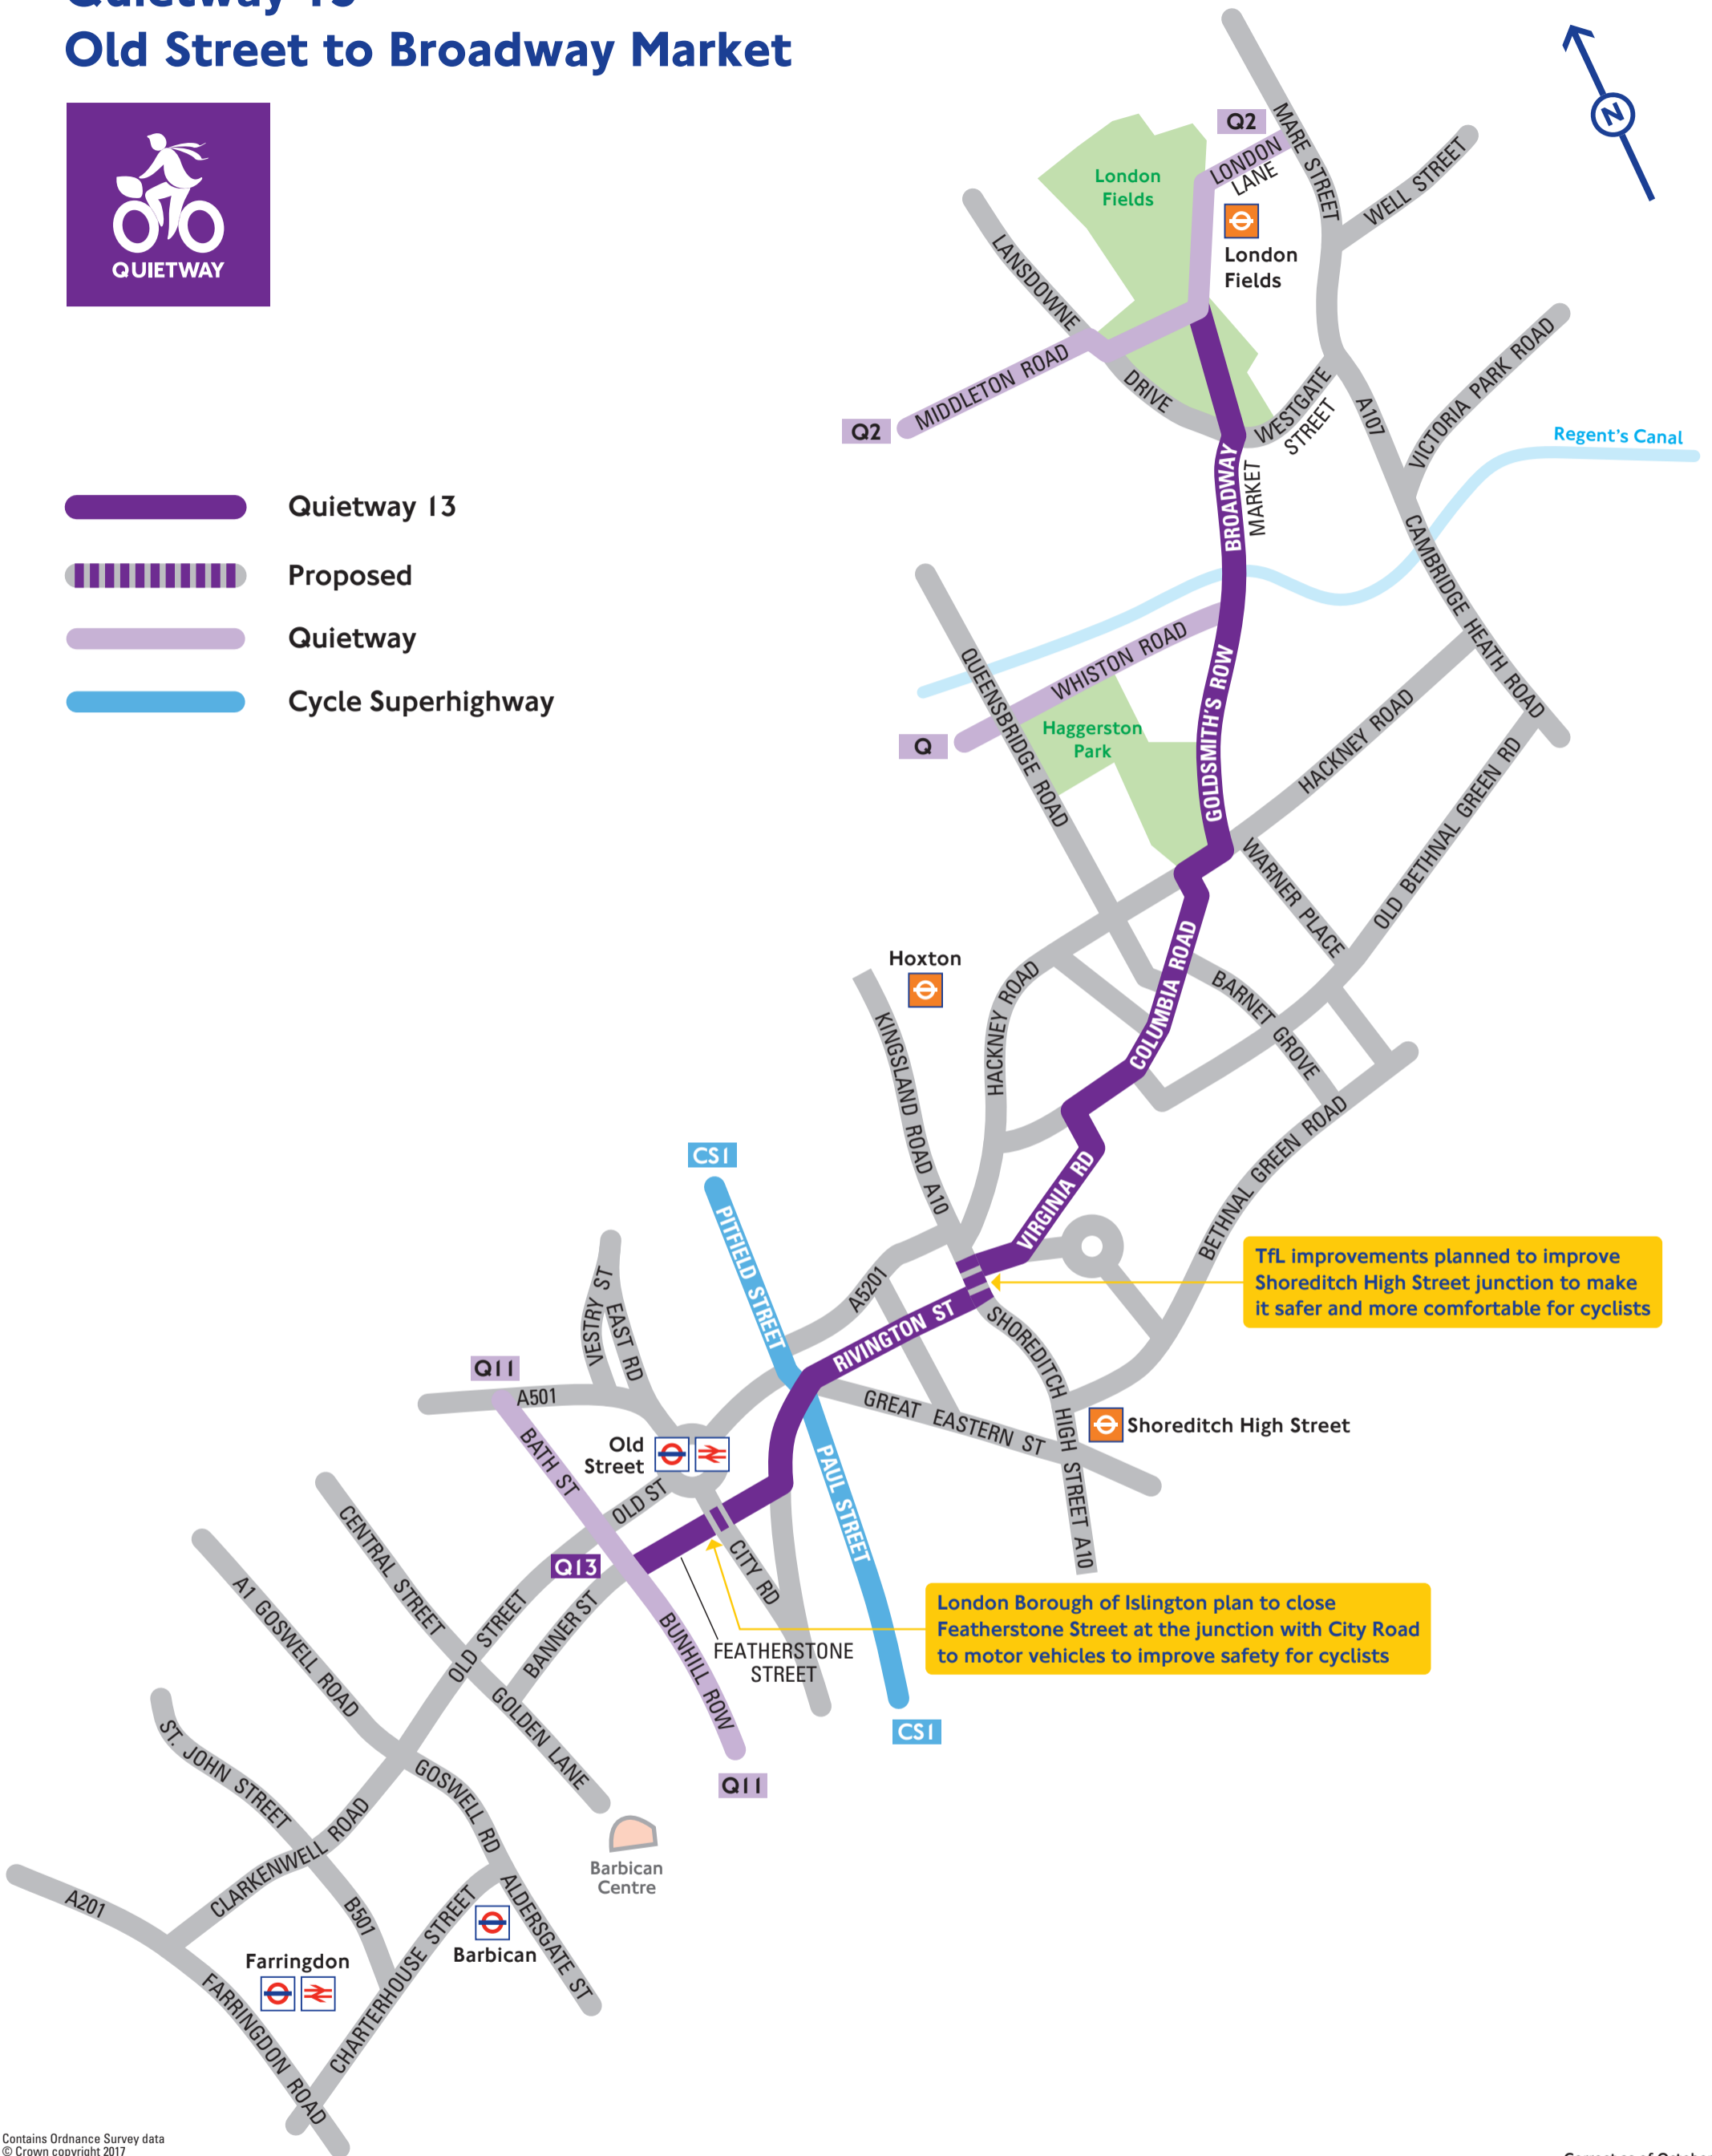 Quietway 13
Old Street to Broadway Market
QUIETWAY
Quietway 13
Proposed
Quietway
Cycle Superhighway
N
Q2
LONDON
LANE
MARE STREET
WELL STREET
London
Fields
London
Fields
LANSDOWNE
DRIVE
MIDDLETON ROAD
Q2
WESTGATE
STREET
A107
VICTORIA PARK ROAD
Regent's Canal
BROADWAY
MARKET
CAMBRIDGE HEATH ROAD
QUEENSBRIDGE ROAD
WHISTON ROAD
Q
Haggerston
Park
GOLDSMITH'S ROW
HACKNEY ROAD
OLD BETHNAL GREEN RD
WARNER PLACE
Hoxton
KINGSLAND ROAD A10
HACKNEY ROAD
COLUMBIA ROAD
BARNET GROVE
BETHNAL GREEN ROAD
VIRGINIA RD
CS1
PITFIELD STREET
A5201
RIVINGTON ST
TfL improvements planned to improve
Shoreditch High Street junction to make
it safer and more comfortable for cyclists
VESTRY ST
EAST RD
SHOREDITCH HIGH STREET A10
Q11
A501
GREAT EASTERN ST
Shoreditch High Street
Old
Street
BATH ST
OLD ST
PAUL STREET
CENTRAL STREET
Q13
CITY RD
A1 GOSWELL ROAD
OLD STREET
BANNER ST
BUNHILL ROW
FEATHERSTONE
STREET
London Borough of Islington plan to close
Featherstone Street at the junction with City Road
to motor vehicles to improve safety for cyclists
GOLDEN LANE
CS1
Q11
ST. JOHN STREET
GOSWELL RD
CLARKENWELL ROAD
Barbican
Centre
A201
B501
CHARTERHOUSE STREET
ALDERSGATE ST
Barbican
Farringdon
FARRINGDON ROAD
Contains Ordnance Survey data
© Crown copyright 2017